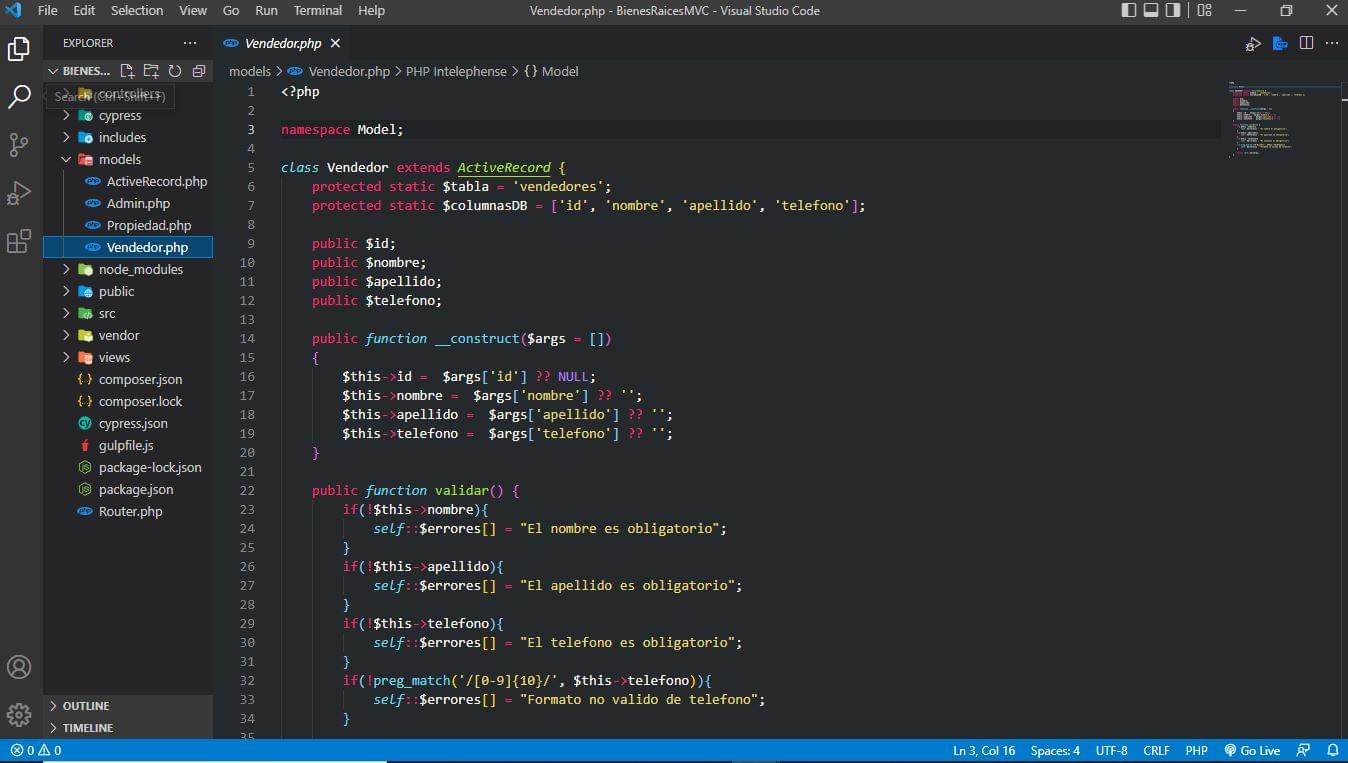 File Edit Selection View Go Run Terminal Help Vendedor.php - BienesRaicesMVC - Visual Studio Code
EXPLORER
BIENES...
controllers
Search (Ctrl+Shift+F)
cypress
includes
models
ActiveRecord.php
Admin.php
Propiedad.php
Vendedor.php
node_modules
public
src
vendor
views
composer.json
composer.lock
cypress.json
gulpfile.js
package-lock.json
package.json
Router.php
OUTLINE
TIMELINE
Vendedor.php
models > Vendedor.php > PHP Intelephense > {} Model
1 <?php
2
3 namespace Model;
4
5 class Vendedor extends ActiveRecord {
6 protected static $tabla = 'vendedores';
7 protected static $columnasDB = ['id', 'nombre', 'apellido', 'telefono'];
8
9 public $id;
10 public $nombre;
11 public $apellido;
12 public $telefono;
13
14 public function __construct($args = [])
15 {
16 $this->id =  $args['id'] ?? NULL;
17 $this->nombre =  $args['nombre'] ?? '';
18 $this->apellido =  $args['apellido'] ?? '';
19 $this->telefono =  $args['telefono'] ?? '';
20 }
21
22 public function validar() {
23 if(!$this->nombre){
24 self::$errores[] = "El nombre es obligatorio";
25 }
26 if(!$this->apellido){
27 self::$errores[] = "El apellido es obligatorio";
28 }
29 if(!$this->telefono){
30 self::$errores[] = "El telefono es obligatorio";
31 }
32 if(!preg_match('/[0-9]{10}/', $this->telefono)){
33 self::$errores[] = "Formato no valido de telefono";
34 }
35
0 0 Ln 3, Col 16 Spaces: 4 UTF-8 CRLF PHP Go Live